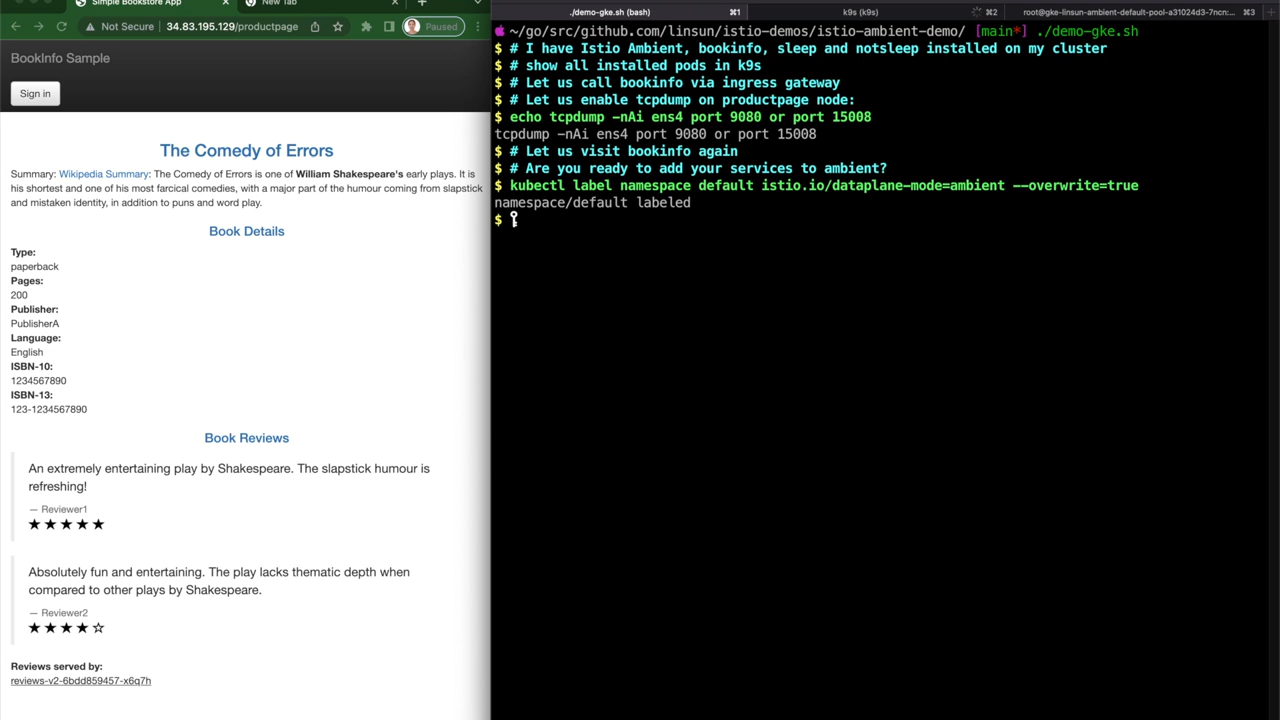 Simple Bookstore App
New Tab
Not Secure
34.83.195.129/productpage
Paused
BookInfo Sample
Sign in
The Comedy of Errors
Summary: Wikipedia Summary: The Comedy of Errors is one of William Shakespeare's early plays. It is
his shortest and one of his most farcical comedies, with a major part of the humour coming from slapstick
and mistaken identity, in addition to puns and word play.
Book Details
Type:
paperback
Pages:
200
Publisher:
PublisherA
Language:
English
ISBN-10:
1234567890
ISBN-13:
123-1234567890
Book Reviews
An extremely entertaining play by Shakespeare. The slapstick humour is
refreshing!
— Reviewer1
★★★★★
Absolutely fun and entertaining. The play lacks thematic depth when
compared to other plays by Shakespeare.
— Reviewer2
★★★★☆
Reviews served by:
reviews-v2-6bdd859457-x6q7h
./demo-gke.sh (bash) ⌘1
k9s (k9s) ⌘2
root@gke-linsun-ambient-default-pool-a31024d3-7ncn:... ⌘3
~/go/src/github.com/linsun/istio-demos/istio-ambient-demo/ [main*] ./demo-gke.sh
$ # I have Istio Ambient, bookinfo, sleep and notsleep installed on my cluster
$ # show all installed pods in k9s
$ # Let us call bookinfo via ingress gateway
$ # Let us enable tcpdump on productpage node:
$ echo tcpdump -nAi ens4 port 9080 or port 15008
tcpdump -nAi ens4 port 9080 or port 15008
$ # Let us visit bookinfo again
$ # Are you ready to add your services to ambient?
$ kubectl label namespace default istio.io/dataplane-mode=ambient --overwrite=true
namespace/default labeled
$